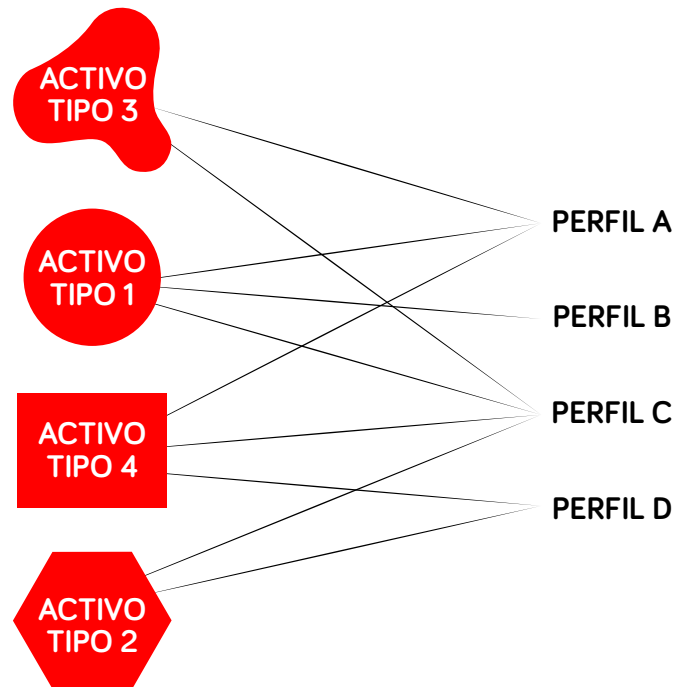 ACTIVO
TIPO 3
ACTIVO
TIPO 1
ACTIVO
TIPO 4
ACTIVO
TIPO 2
PERFIL A
PERFIL B
PERFIL C
PERFIL D